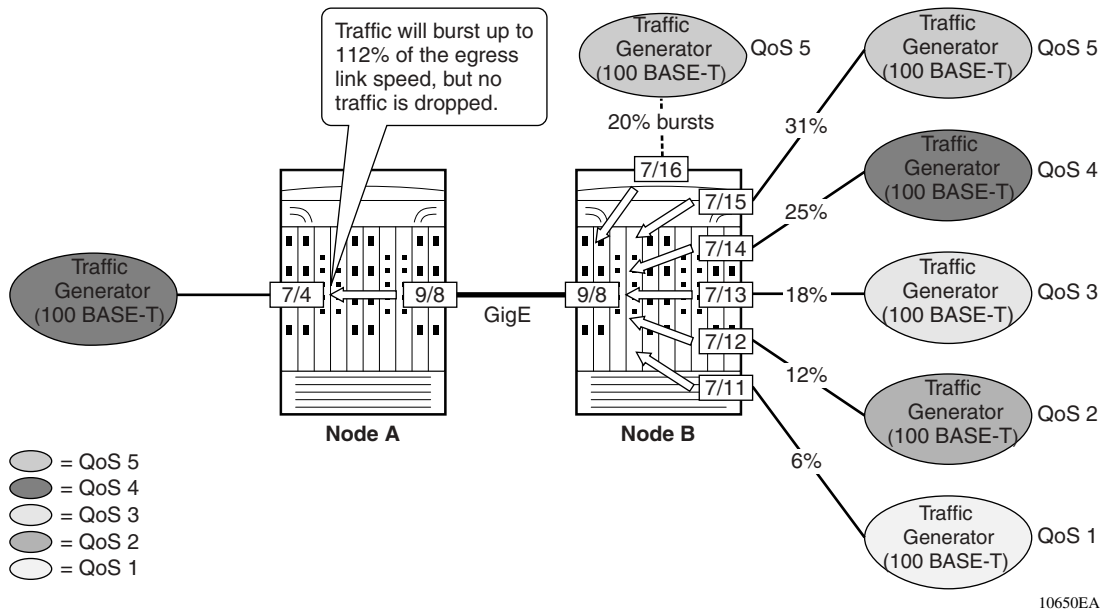 Traffic will burst up to
112% of the egress
link speed, but no
traffic is dropped.
Traffic
Generator
(100 BASE-T)
QoS 5
20% bursts
7/16
Traffic
Generator
(100 BASE-T)
QoS 5
31%
7/15
Traffic
Generator
(100 BASE-T)
QoS 4
25%
7/14
Traffic
Generator
(100 BASE-T)
7/4
9/8
GigE
9/8
7/13
18%
Traffic
Generator
(100 BASE-T)
QoS 3
7/12
12%
Traffic
Generator
(100 BASE-T)
QoS 2
7/11
6%
Traffic
Generator
(100 BASE-T)
QoS 1
Node A
Node B
= QoS 5
= QoS 4
= QoS 3
= QoS 2
= QoS 1
10650EA